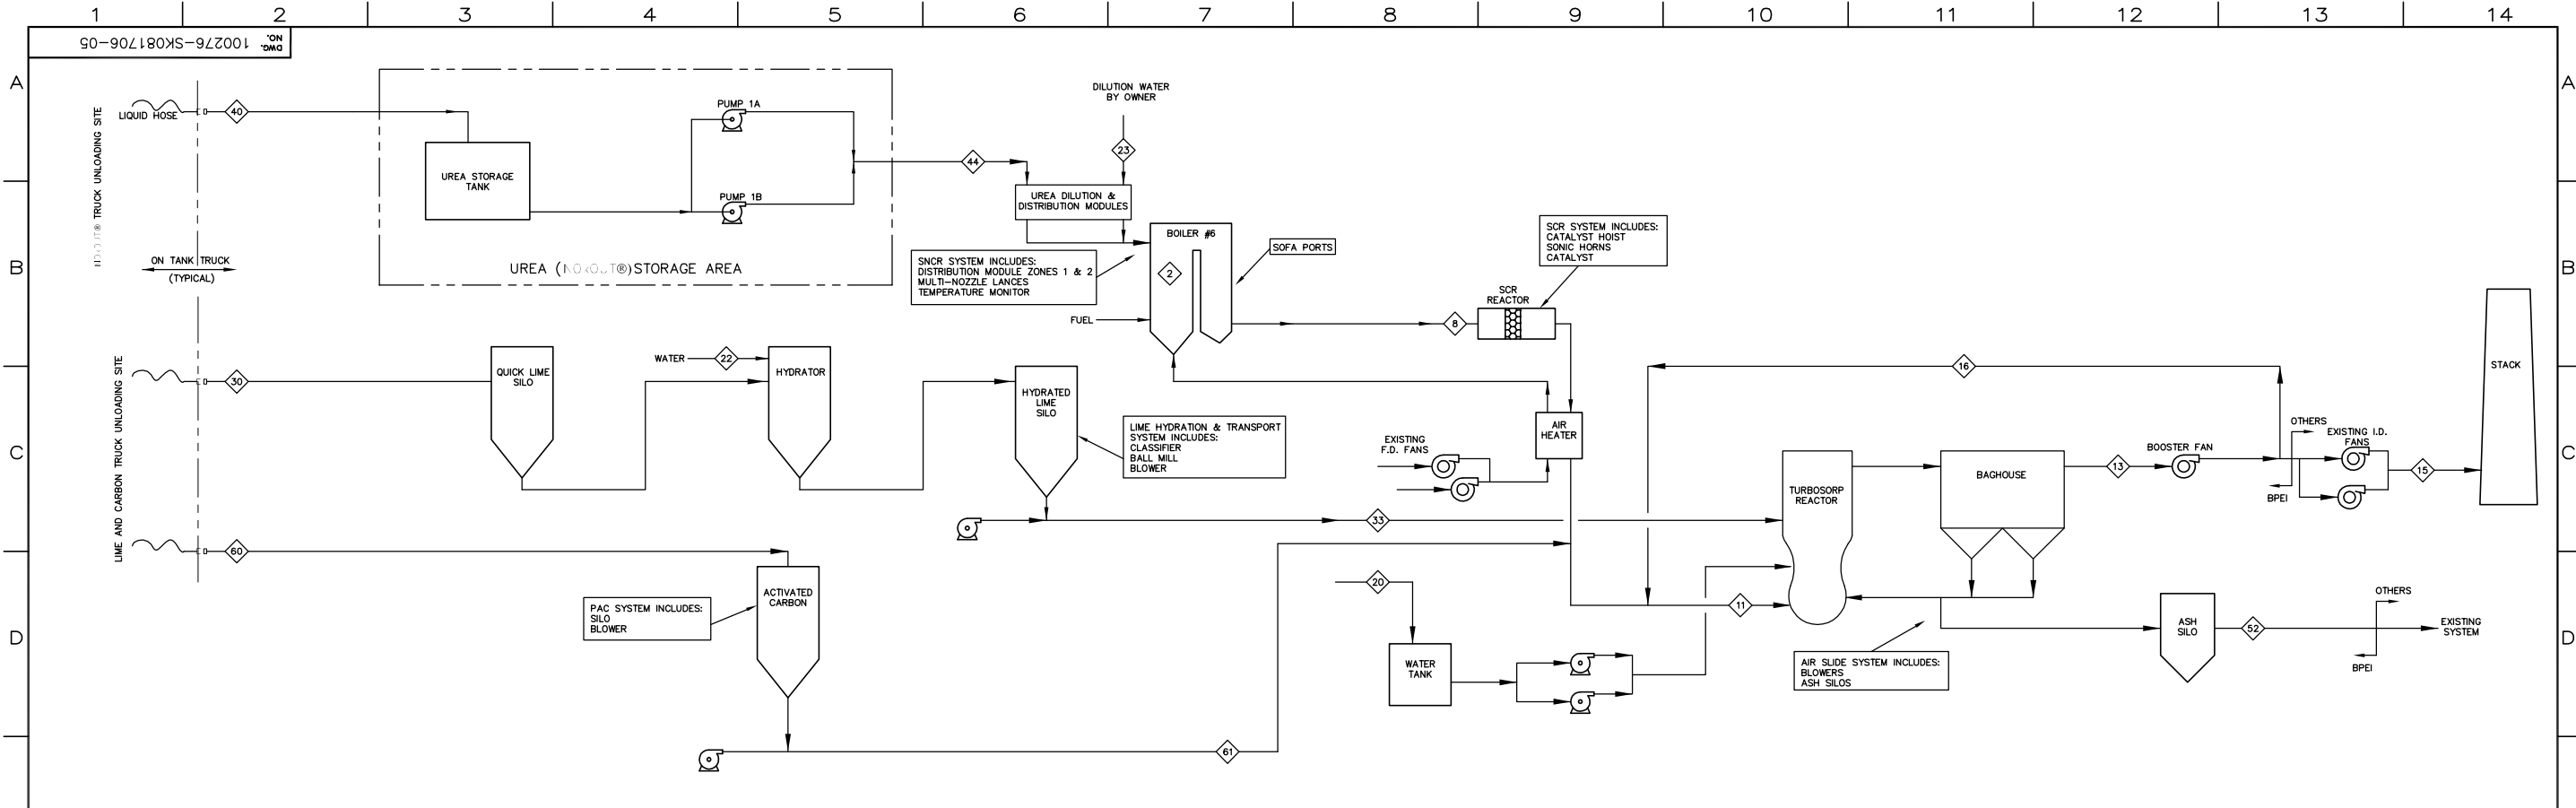 1 2 3 4 5 6 7 8 9 10 11 12 13 14
DWG. NO. 100276-SK081706-05
A
A
B
B
C
C
D
D
TRUCK UNLOADING SITE
LIQUID HOSE
40
UREA STORAGE
TANK
PUMP 1A
PUMP 1B
UREA (NOxOUT®) STORAGE AREA
ON TANK TRUCK
(TYPICAL)
44
DILUTION WATER
BY OWNER
23
UREA DILUTION &
DISTRIBUTION MODULES
SNCR SYSTEM INCLUDES:
DISTRIBUTION MODULE ZONES 1 & 2
MULTI-NOZZLE LANCES
TEMPERATURE MONITOR
BOILER #6
2
SOFA PORTS
FUEL
8
SCR
REACTOR
SCR SYSTEM INCLUDES:
CATALYST HOIST
SONIC HORNS
CATALYST
LIME AND CARBON TRUCK UNLOADING SITE
30
QUICK LIME
SILO
WATER
22
HYDRATOR
HYDRATED
LIME
SILO
LIME HYDRATION & TRANSPORT
SYSTEM INCLUDES:
CLASSIFIER
BALL MILL
BLOWER
EXISTING
F.D. FANS
AIR
HEATER
16
STACK
TURBOSORP
REACTOR
BAGHOUSE
13
BOOSTER FAN
OTHERS
BPEI
EXISTING I.D.
FANS
15
33
60
ACTIVATED
CARBON
PAC SYSTEM INCLUDES:
SILO
BLOWER
20
WATER
TANK
11
AIR SLIDE SYSTEM INCLUDES:
BLOWERS
ASH SILOS
ASH
SILO
52
OTHERS
BPEI
EXISTING
SYSTEM
61